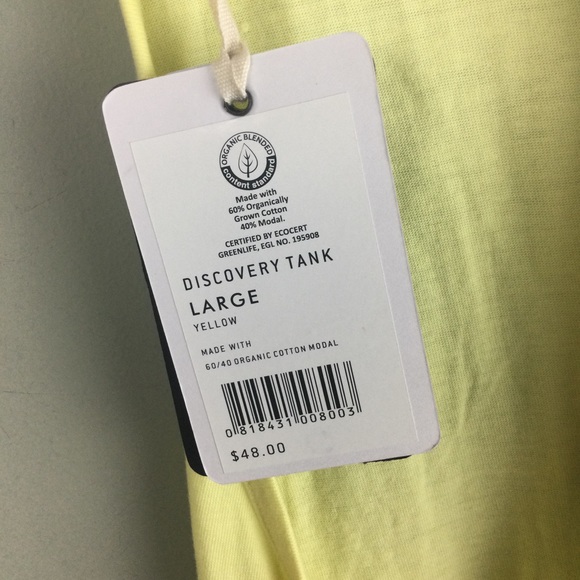 ORGANIC BLENDED
content standard
Made with
60% Organically
Grown Cotton
40% Modal.
CERTIFIED BY ECOCERT
GREENLIFE, EGL NO. 195908
DISCOVERY TANK
LARGE
YELLOW
MADE WITH
60/40 ORGANIC COTTON MODAL
0 818431 008003
$48.00